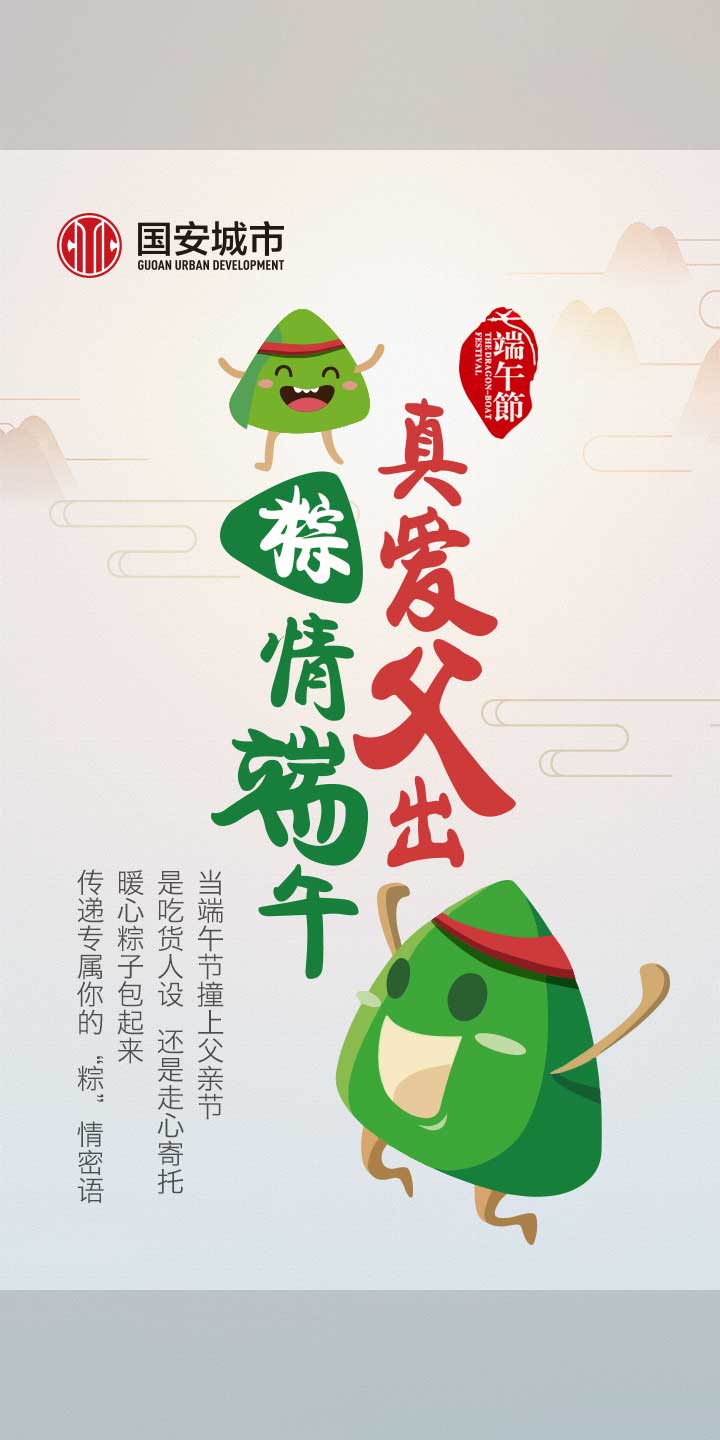 国安城市
GUOAN URBAN DEVELOPMENT
端午節
THE DRAGON-BOAT
FESTIVAL
真爱父出
粽情端午
当端午节撞上父亲节
是吃货人设 还是走心寄托
暖心粽子包起来
传递专属你的“粽”情密语